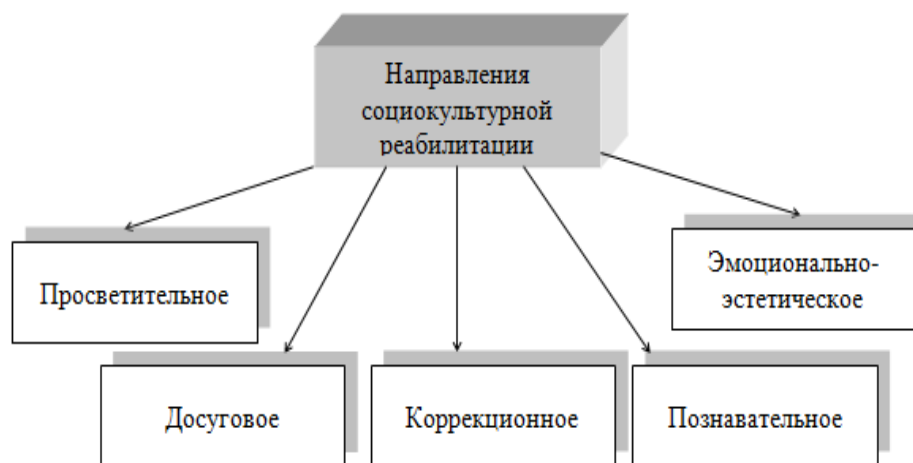 Направления
социокультурной
реабилитации
Просветительное
Эмоционально-
эстетическое
Досуговое
Коррекционное
Познавательное